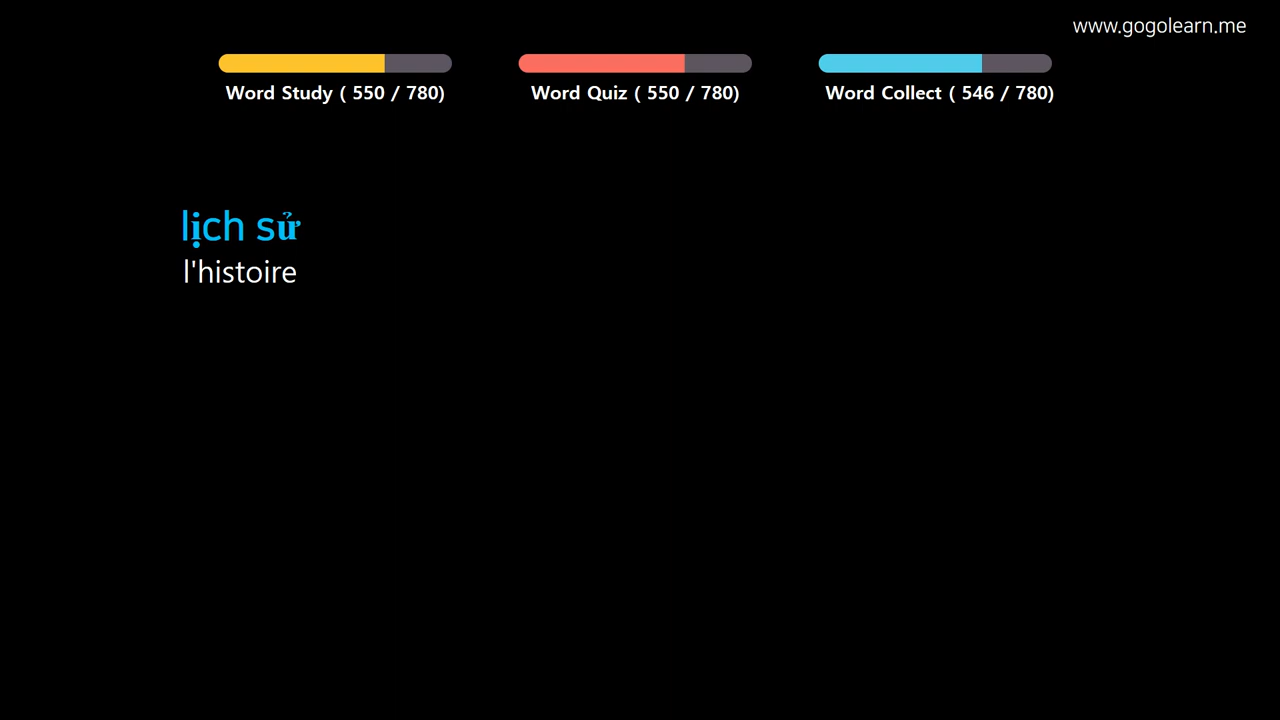 www.gogolearn.me
Word Study ( 550 / 780)
Word Quiz ( 550 / 780)
Word Collect ( 546 / 780)
lịch sử
l'histoire